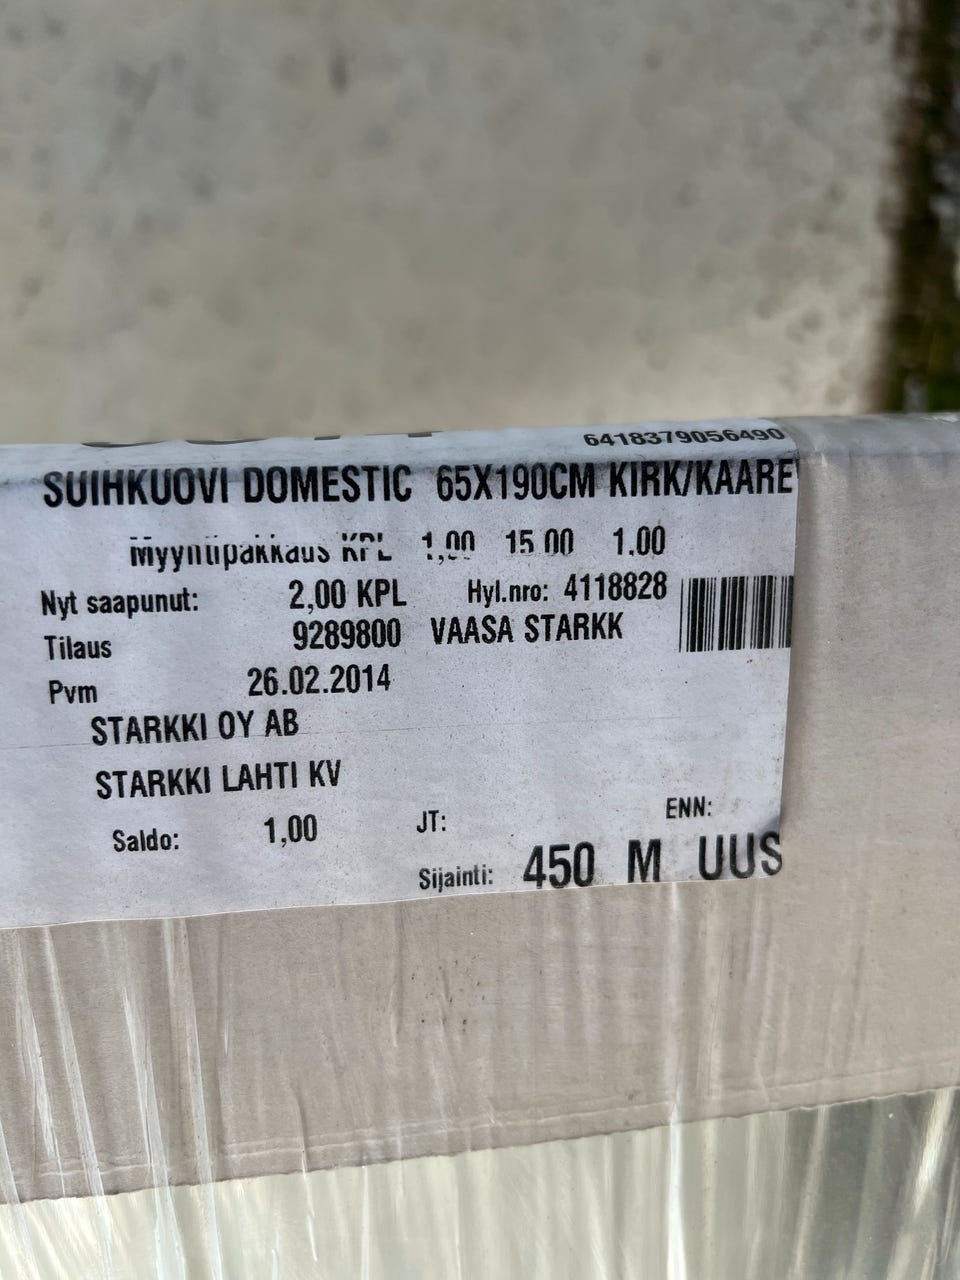 6418379056490
SUIHKUOVI DOMESTIC 65X190CM KIRK/KAAREV
Myyntipakkaus KPL 1,00 15.00 1.00
Nyt saapunut: 2,00 KPL Hyl.nro: 4118828
Tilaus 9289800 VAASA STARKK
Pvm 26.02.2014
STARKKI OY AB
STARKKI LAHTI KV
Saldo: 1,00 JT: ENN:
Sijainti: 450 M UUS